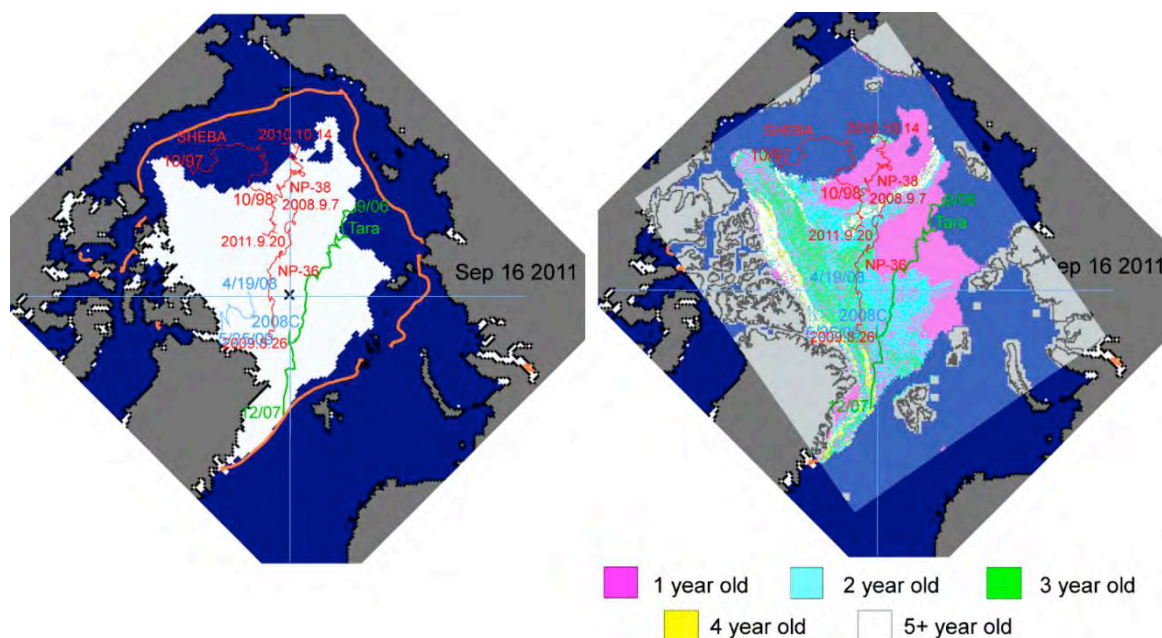 SHEBA
2010.10.14
10/97
NP-38
10/98
2008.9.7
9/06
Tara
2011.9.20
Sep 16 2011
NP-36
4/19/08
2008C
2009.8.26
12/07
SHEBA
2010.10.14
10/97
NP-38
10/98
2008.9.7
9/06
Tara
2011.9.20
ep 16 2011
NP-36
4/19/08
2008C
2009.8.26
12/07
1 year old
2 year old
3 year old
4 year old
5+ year old